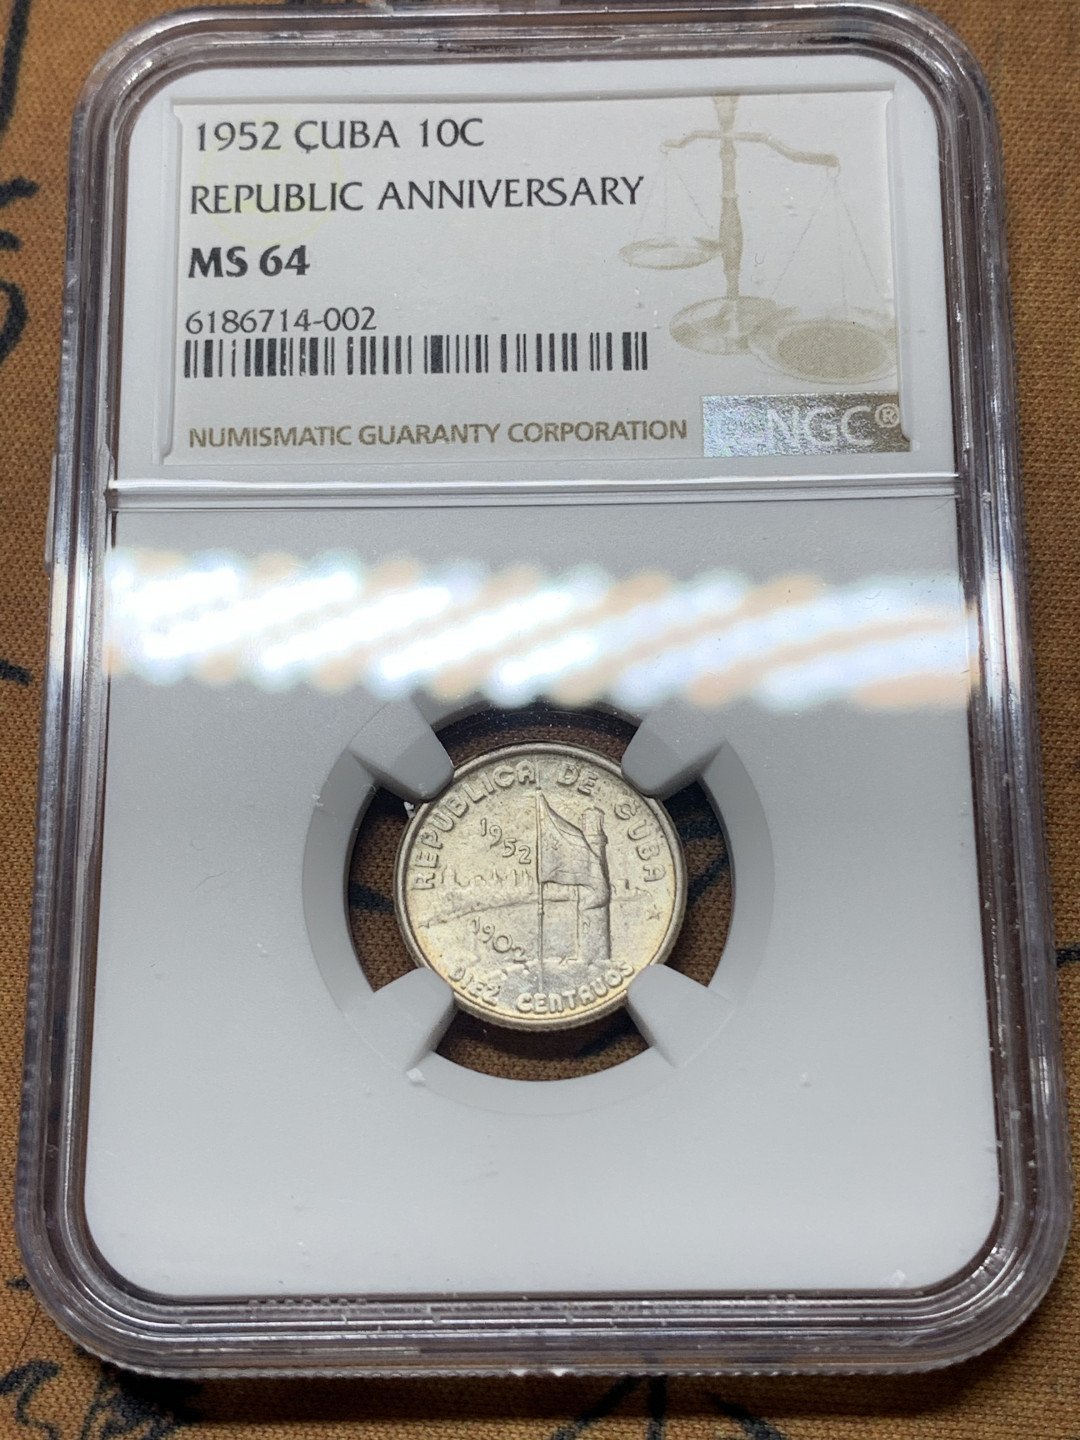 1952 CUBA 10C
REPUBLIC ANNIVERSARY
MS 64
6186714-002
NUMISMATIC GUARANTY CORPORATION
NGC®
REPUBLICA DE CUBA
1952
1902
DIEZ CENTAVOS